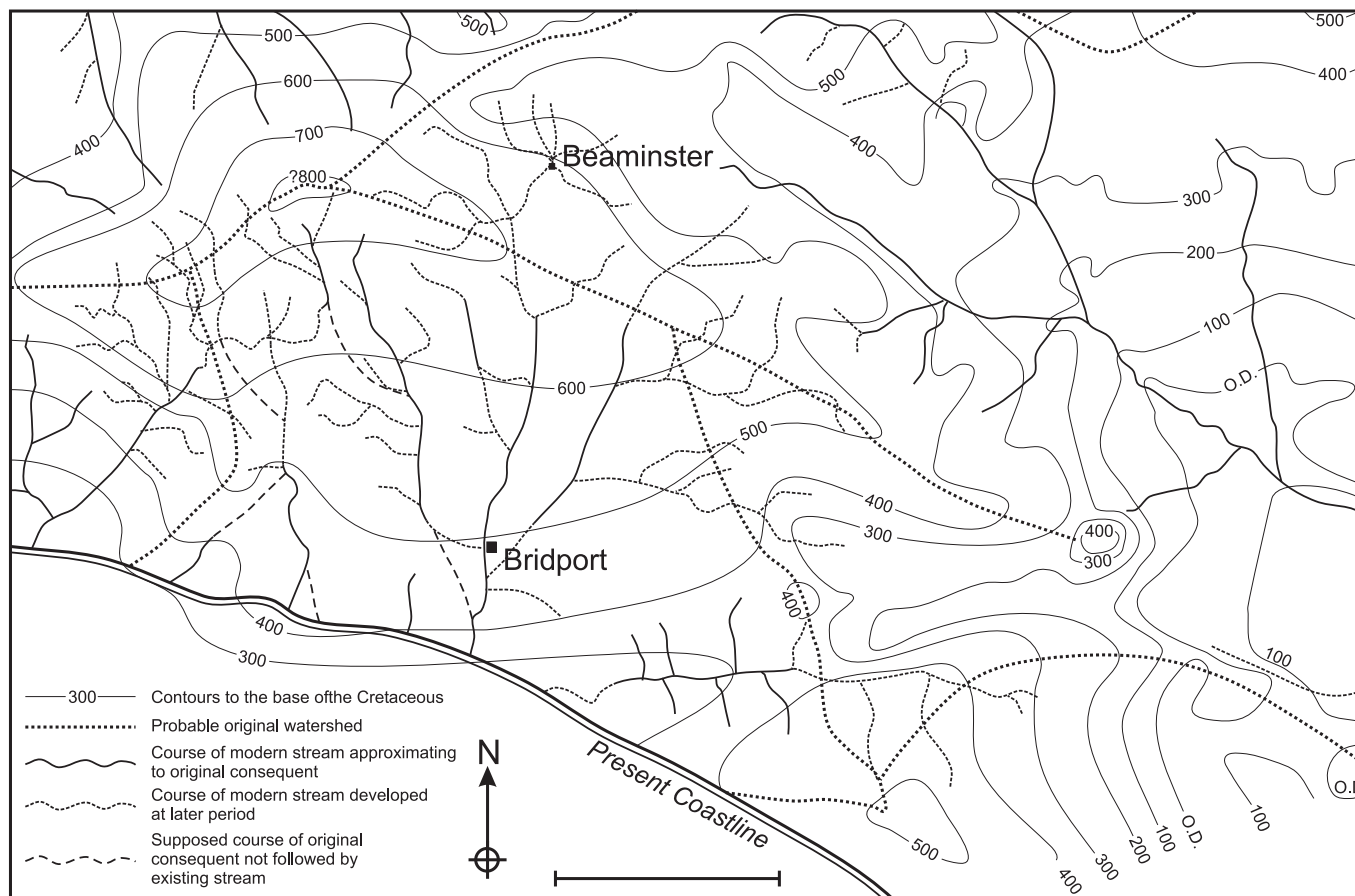 500
500
500
600
500
400
400
700
400
Beaminster
?800
300
200
100
O.D.
600
500
400
300
400
300
Bridport
400
400
300
100
300
Contours to the base ofthe Cretaceous
Probable original watershed
Course of modern stream approximating
to original consequent
Course of modern stream developed
at later period
Supposed course of original
consequent not followed by
existing stream
N
Present Coastline
500
400
300
200
100
O.D.
100
O.D
300